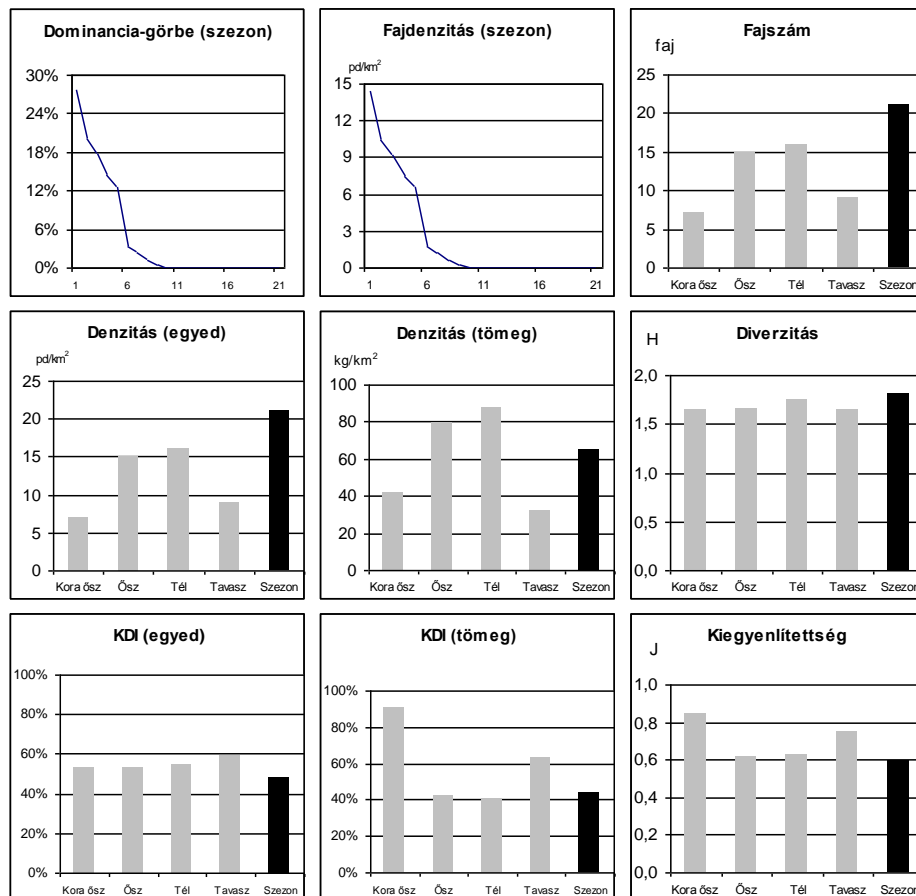 Dominancia-görbe (szezon)
30%
24%
18%
12%
6%
0%
1 6 11 16 21
Fajdenzitás (szezon)
pd/km²
15
12
9
6
3
0
1 6 11 16 21
Fajszám
faj
25
20
15
10
5
0
Kora ősz Ősz Tél Tavasz Szezon
Denzitás (egyed)
pd/km²
25
20
15
10
5
0
Kora ősz Ősz Tél Tavasz Szezon
Denzitás (tömeg)
kg/km²
100
80
60
40
20
0
Kora ősz Ősz Tél Tavasz Szezon
Diverzitás
H
2,0
1,5
1,0
0,5
0,0
Kora ősz Ősz Tél Tavasz Szezon
KDI (egyed)
100%
80%
60%
40%
20%
0%
Kora ősz Ősz Tél Tavasz Szezon
KDI (tömeg)
100%
80%
60%
40%
20%
0%
Kora ősz Ősz Tél Tavasz Szezon
Kiegyenlítettség
J
1,0
0,8
0,6
0,4
0,2
0,0
Kora ősz Ősz Tél Tavasz Szezon